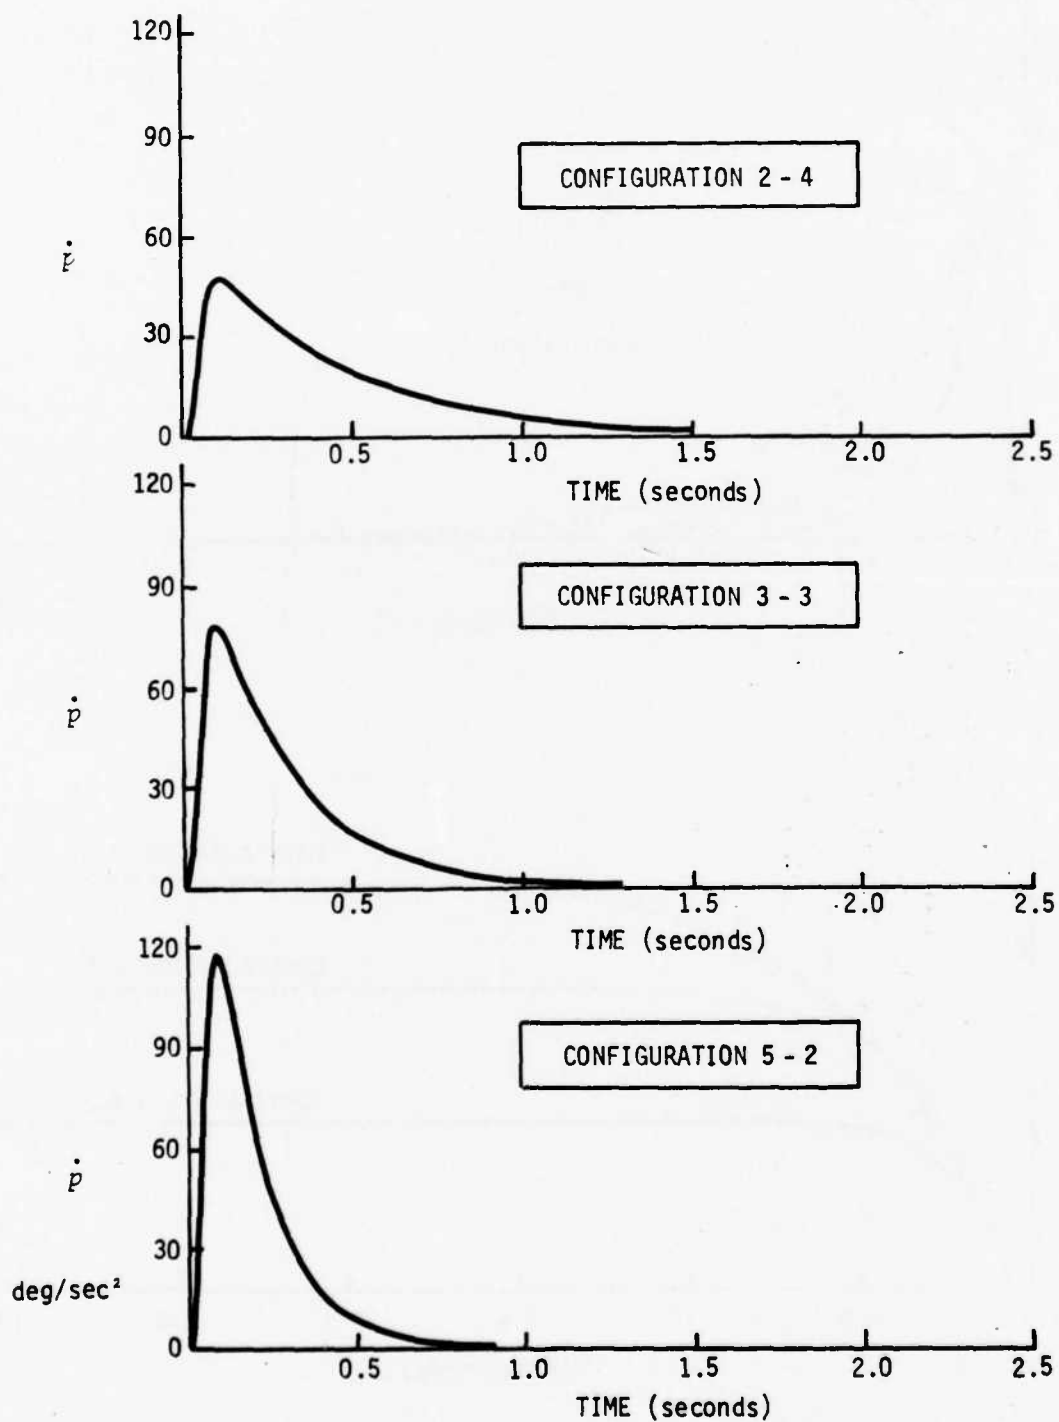 120
90
CONFIGURATION 2 - 4
60
ṗ
30
0
0.5 1.0 1.5 2.0 2.5
TIME (seconds)
120
90
CONFIGURATION 3 - 3
60
ṗ
30
0
0.5 1.0 1.5 2.0 2.5
TIME (seconds)
120
90
CONFIGURATION 5 - 2
60
ṗ
30
deg/sec²
0
0.5 1.0 1.5 2.0 2.5
TIME (seconds)